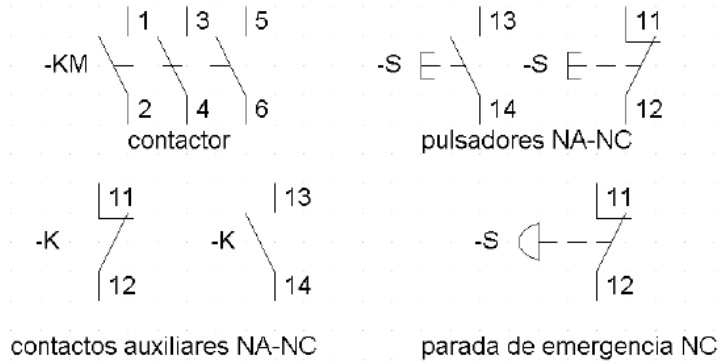 1 3 5
-KM
2 4 6
contactor
13 11
-S -S
14 12
pulsadores NA-NC
11 13
-K -K
12 14
contactos auxiliares NA-NC
11
-S
12
parada de emergencia NC